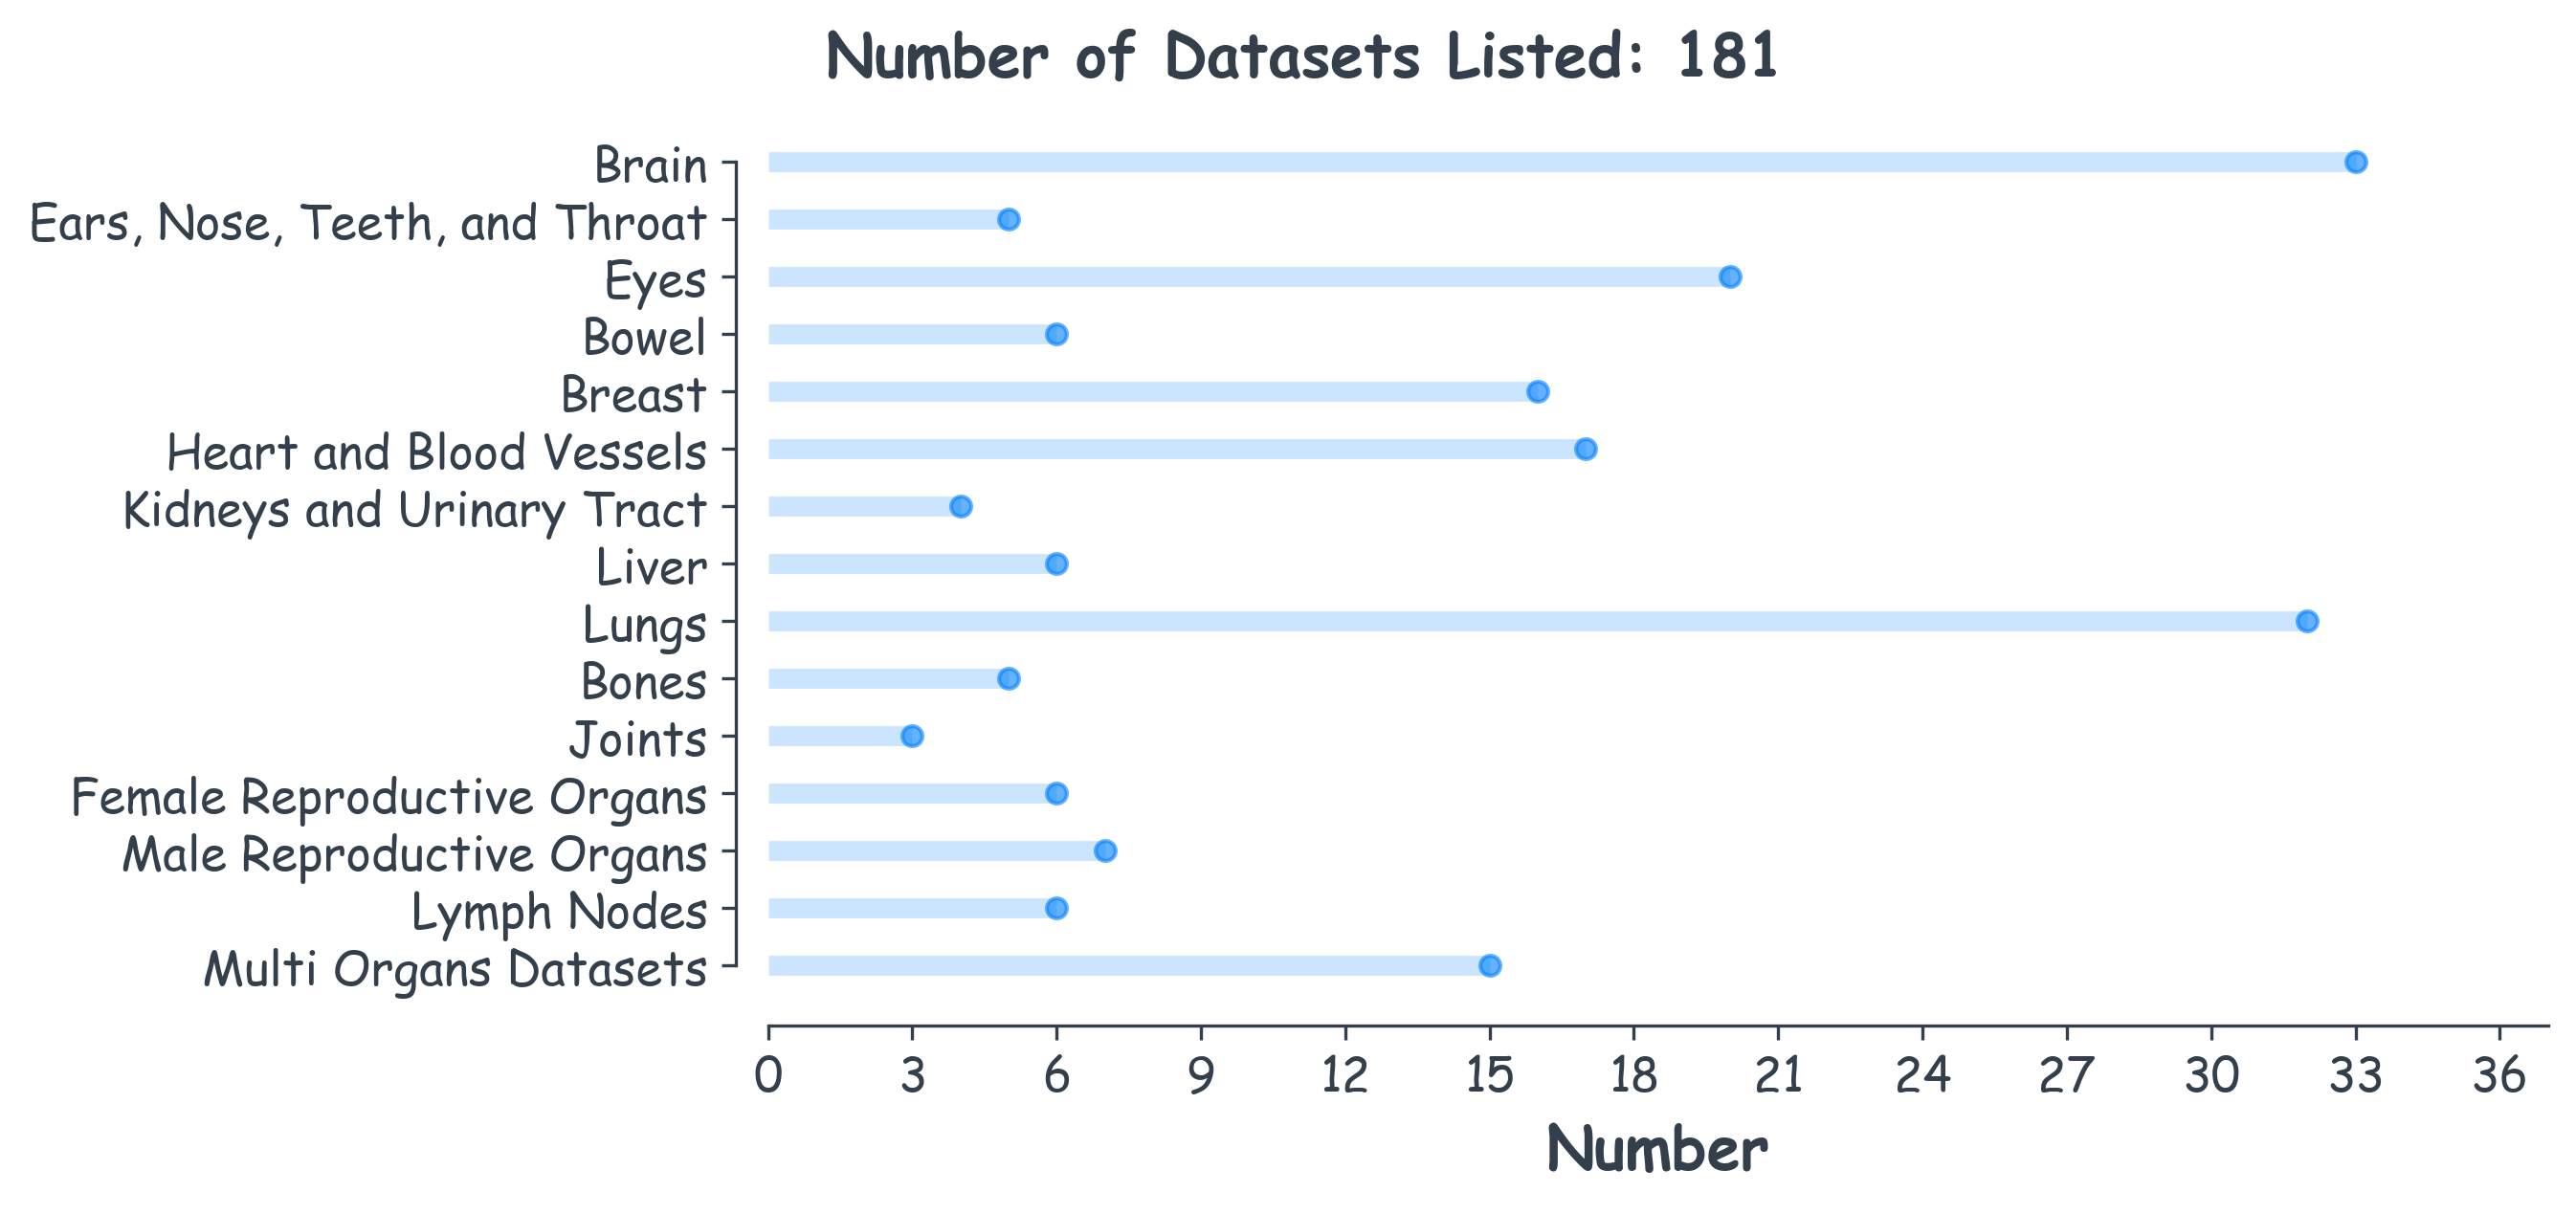 Number of Datasets Listed: 181
Brain
Ears, Nose, Teeth, and Throat
Eyes
Bowel
Breast
Heart and Blood Vessels
Kidneys and Urinary Tract
Liver
Lungs
Bones
Joints
Female Reproductive Organs
Male Reproductive Organs
Lymph Nodes
Multi Organs Datasets
0 3 6 9 12 15 18 21 24 27 30 33 36
Number